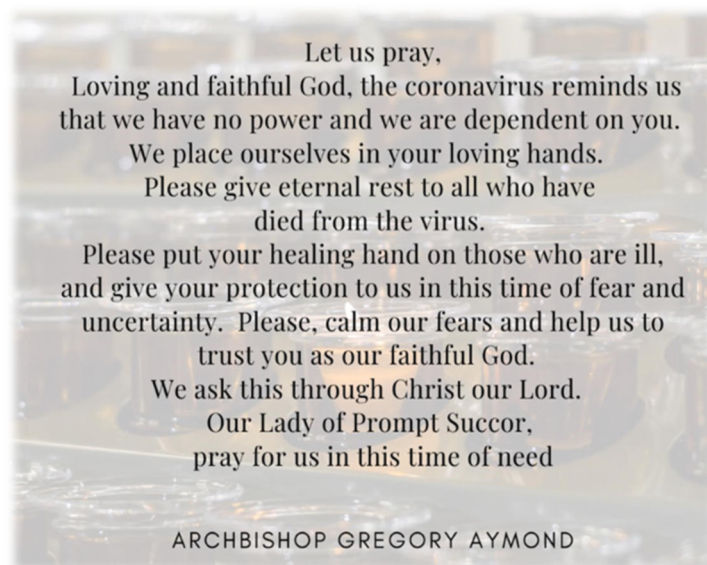 Let us pray,
Loving and faithful God, the coronavirus reminds us
that we have no power and we are dependent on you.
We place ourselves in your loving hands.
Please give eternal rest to all who have
died from the virus.
Please put your healing hand on those who are ill,
and give your protection to us in this time of fear and
uncertainty.  Please, calm our fears and help us to
trust you as our faithful God.
We ask this through Christ our Lord.
Our Lady of Prompt Succor,
pray for us in this time of need
ARCHBISHOP GREGORY AYMOND